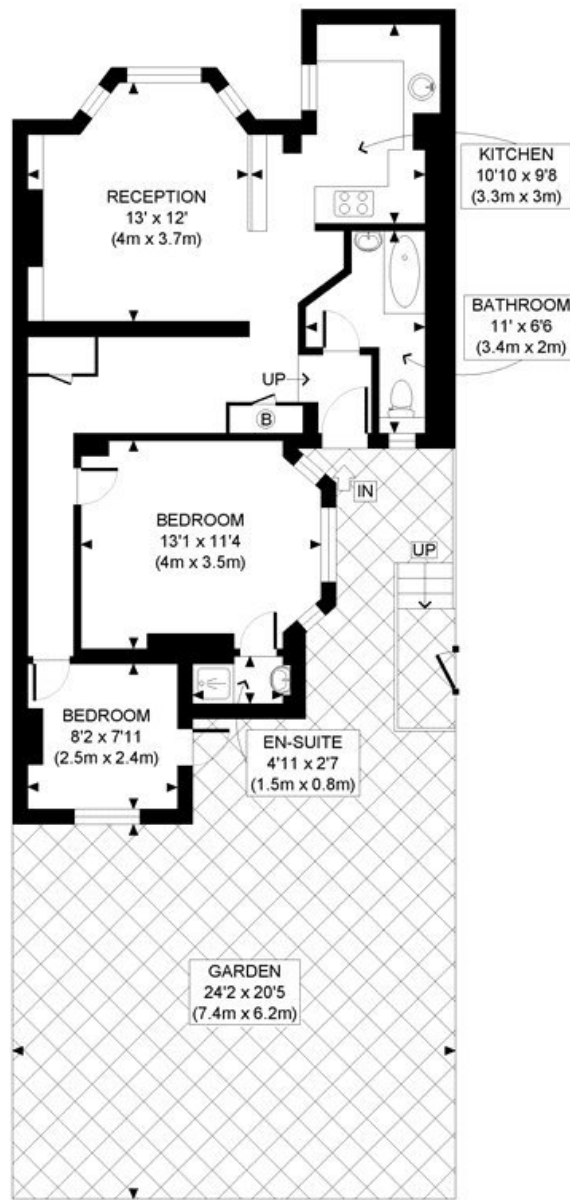 KITCHEN
10'10 x 9'8
(3.3m x 3m)
RECEPTION
13' x 12'
(4m x 3.7m)
BATHROOM
11' x 6'6
(3.4m x 2m)
UP
B
IN
BEDROOM
13'1 x 11'4
(4m x 3.5m)
UP
BEDROOM
8'2 x 7'11
(2.5m x 2.4m)
EN-SUITE
4'11 x 2'7
(1.5m x 0.8m)
GARDEN
24'2 x 20'5
(7.4m x 6.2m)